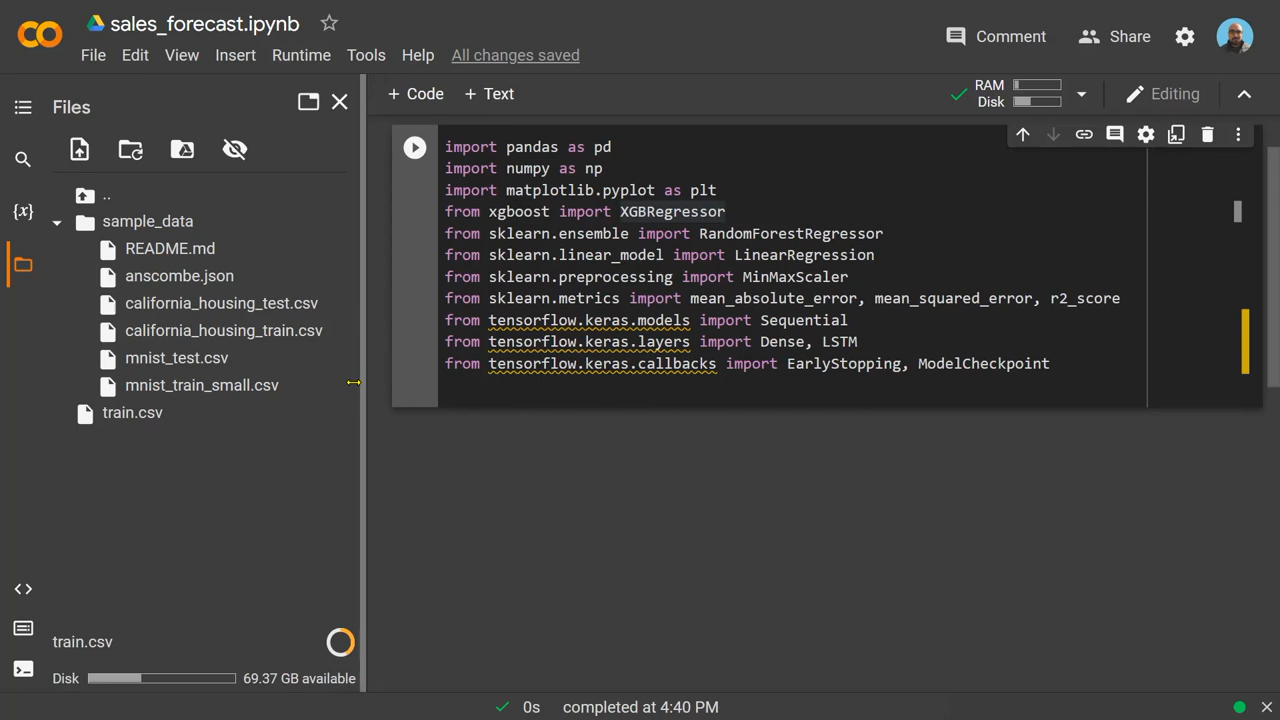 sales_forecast.ipynb
File Edit View Insert Runtime Tools Help All changes saved
Comment Share
Files
+ Code + Text
RAM
Disk
Editing
..
sample_data
README.md
anscombe.json
california_housing_test.csv
california_housing_train.csv
mnist_test.csv
mnist_train_small.csv
train.csv
{x}
import pandas as pd
import numpy as np
import matplotlib.pyplot as plt
from xgboost import XGBRegressor
from sklearn.ensemble import RandomForestRegressor
from sklearn.linear_model import LinearRegression
from sklearn.preprocessing import MinMaxScaler
from sklearn.metrics import mean_absolute_error, mean_squared_error, r2_score
from tensorflow.keras.models import Sequential
from tensorflow.keras.layers import Dense, LSTM
from tensorflow.keras.callbacks import EarlyStopping, ModelCheckpoint
train.csv
Disk 69.37 GB available
0s completed at 4:40 PM